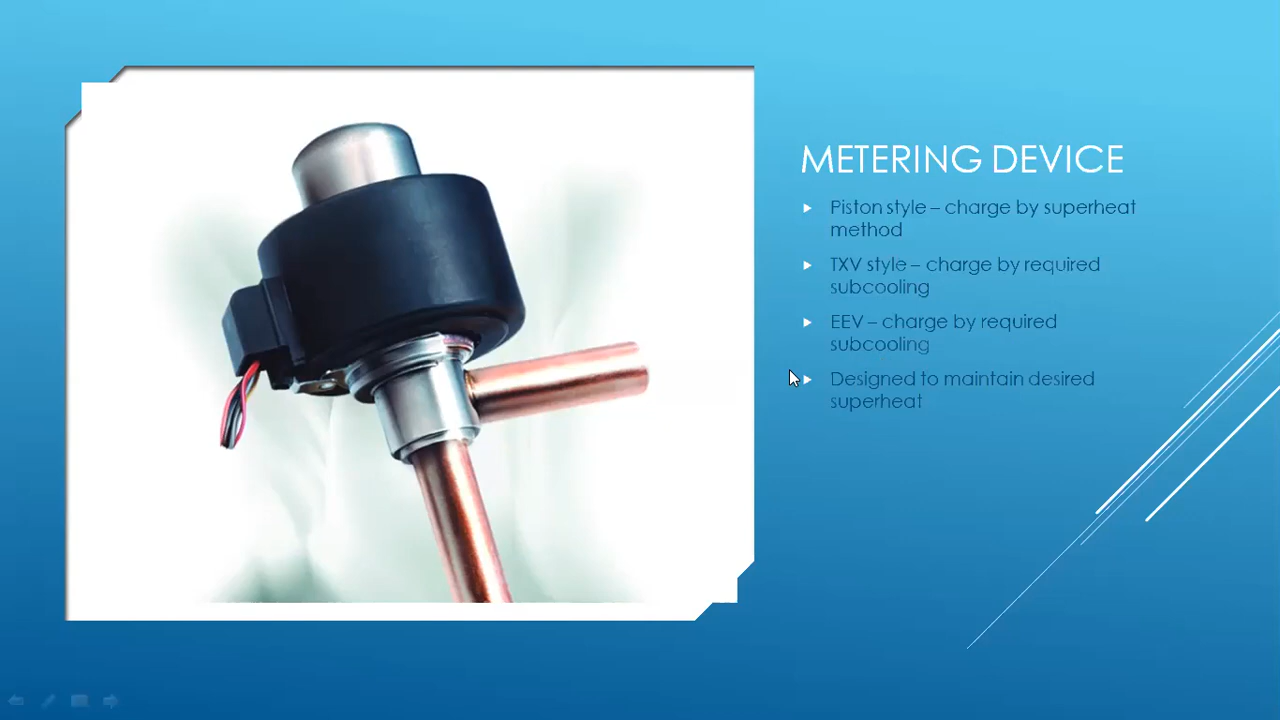 METERING DEVICE
Piston style – charge by superheat
method
TXV style – charge by required
subcooling
EEV – charge by required
subcooling
Designed to maintain desired
superheat